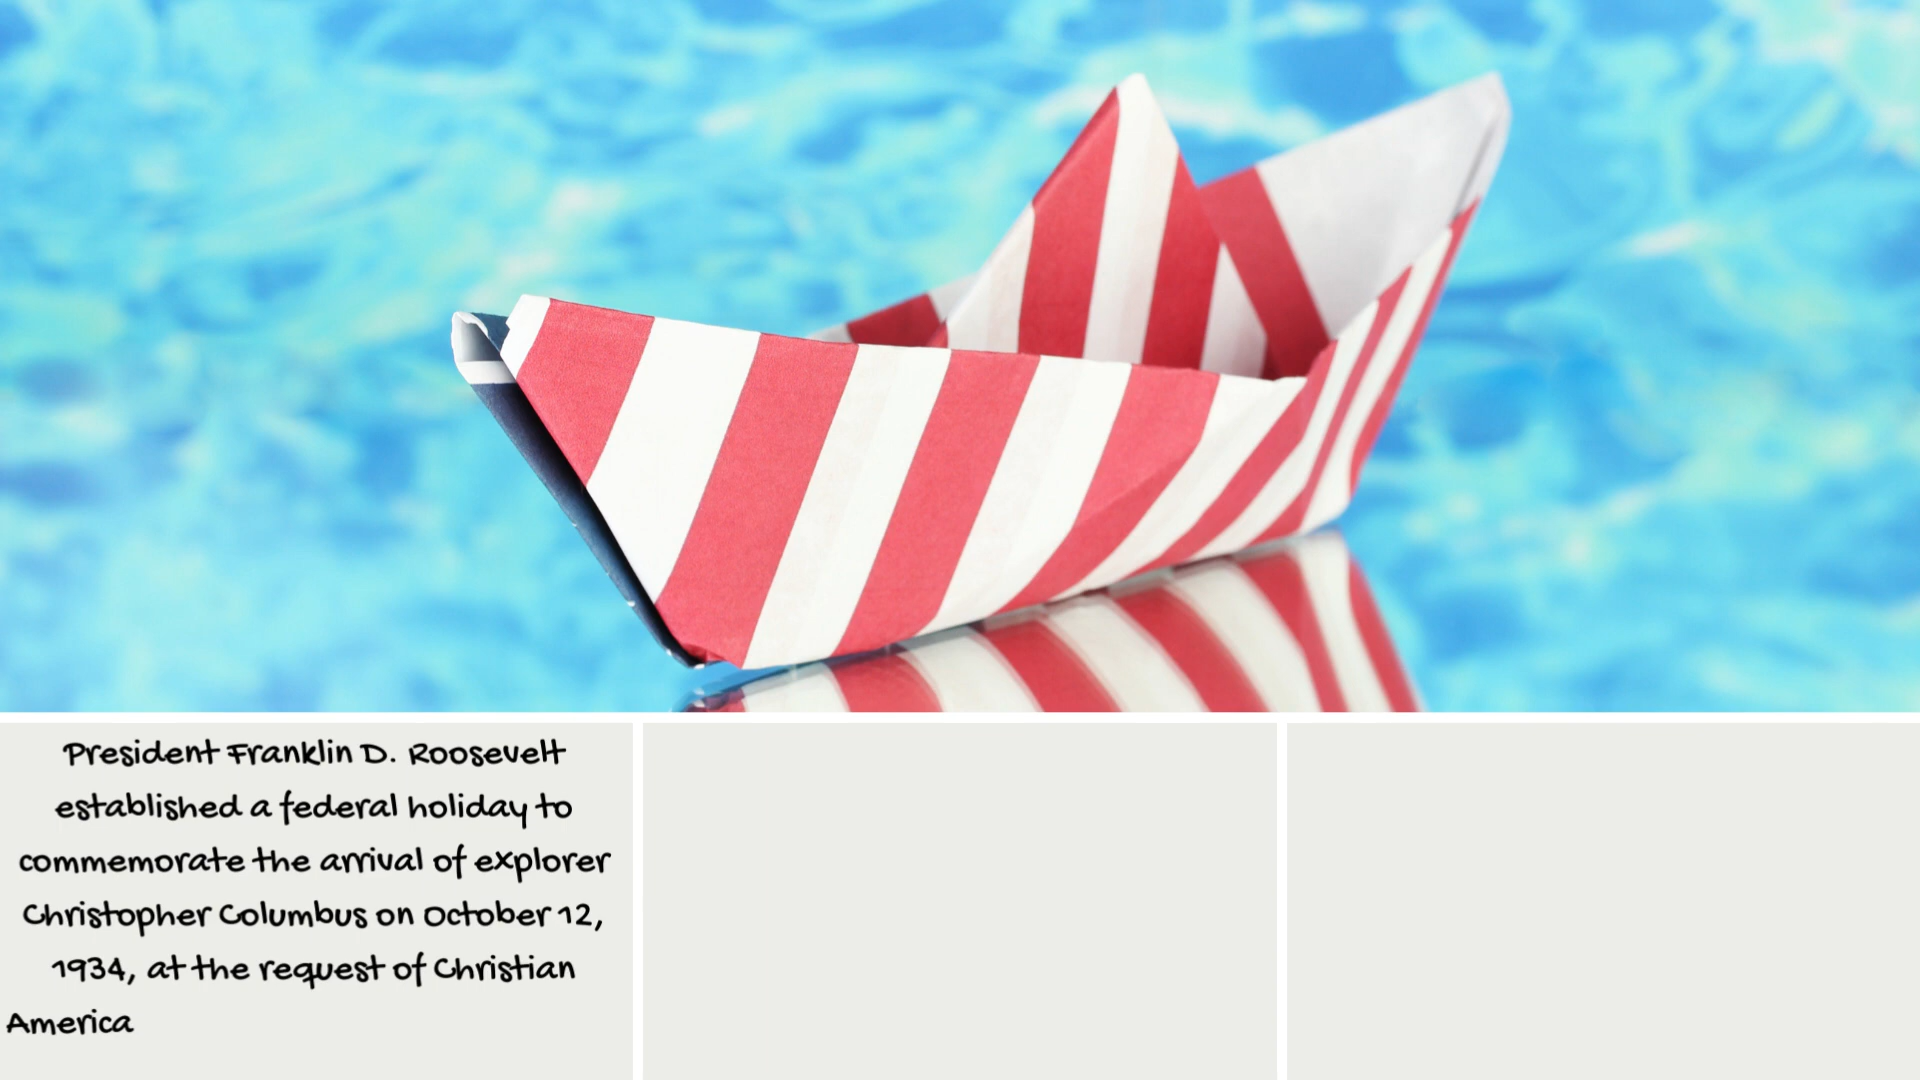 President Franklin D. Roosevelt
established a federal holiday to
commemorate the arrival of explorer
Christopher Columbus on October 12,
1934, at the request of Christian
America